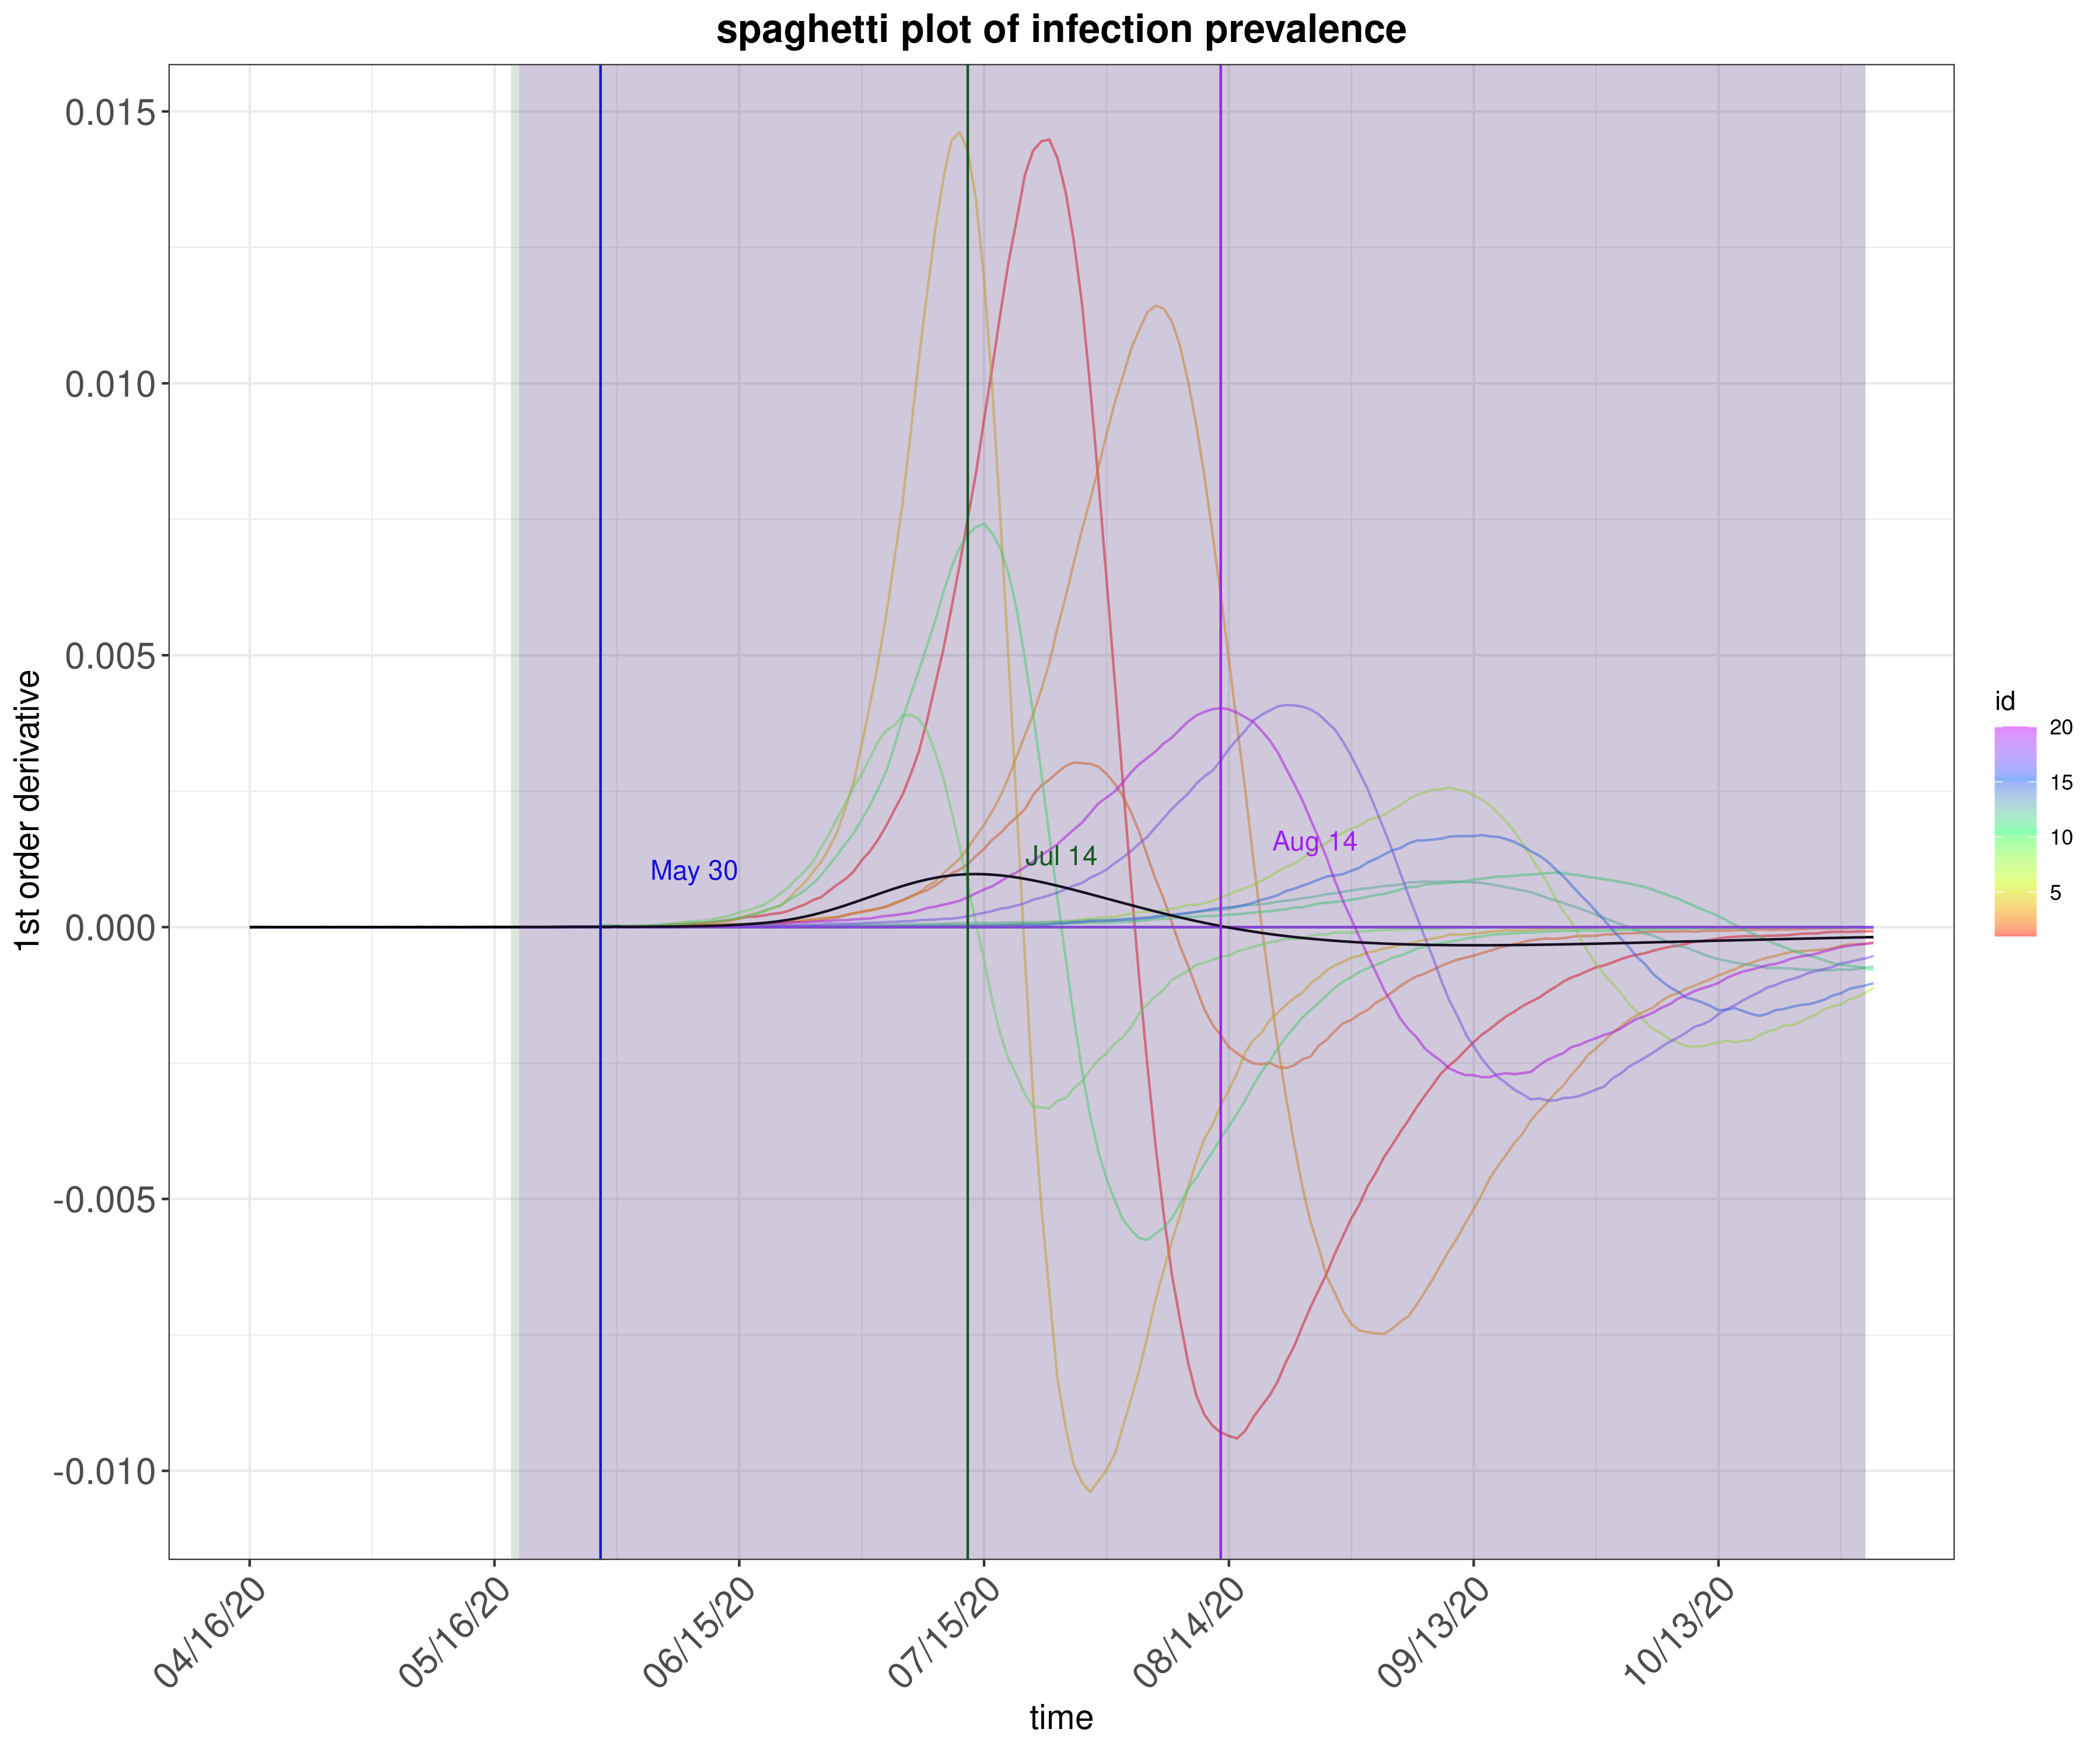 spaghetti plot of infection prevalence
1st order derivative
0.015
0.010
0.005
0.000
-0.005
-0.010
May 30
Jul 14
Aug 14
04/16/20
05/16/20
06/15/20
07/15/20
08/14/20
09/13/20
10/13/20
time
id
20
15
10
5